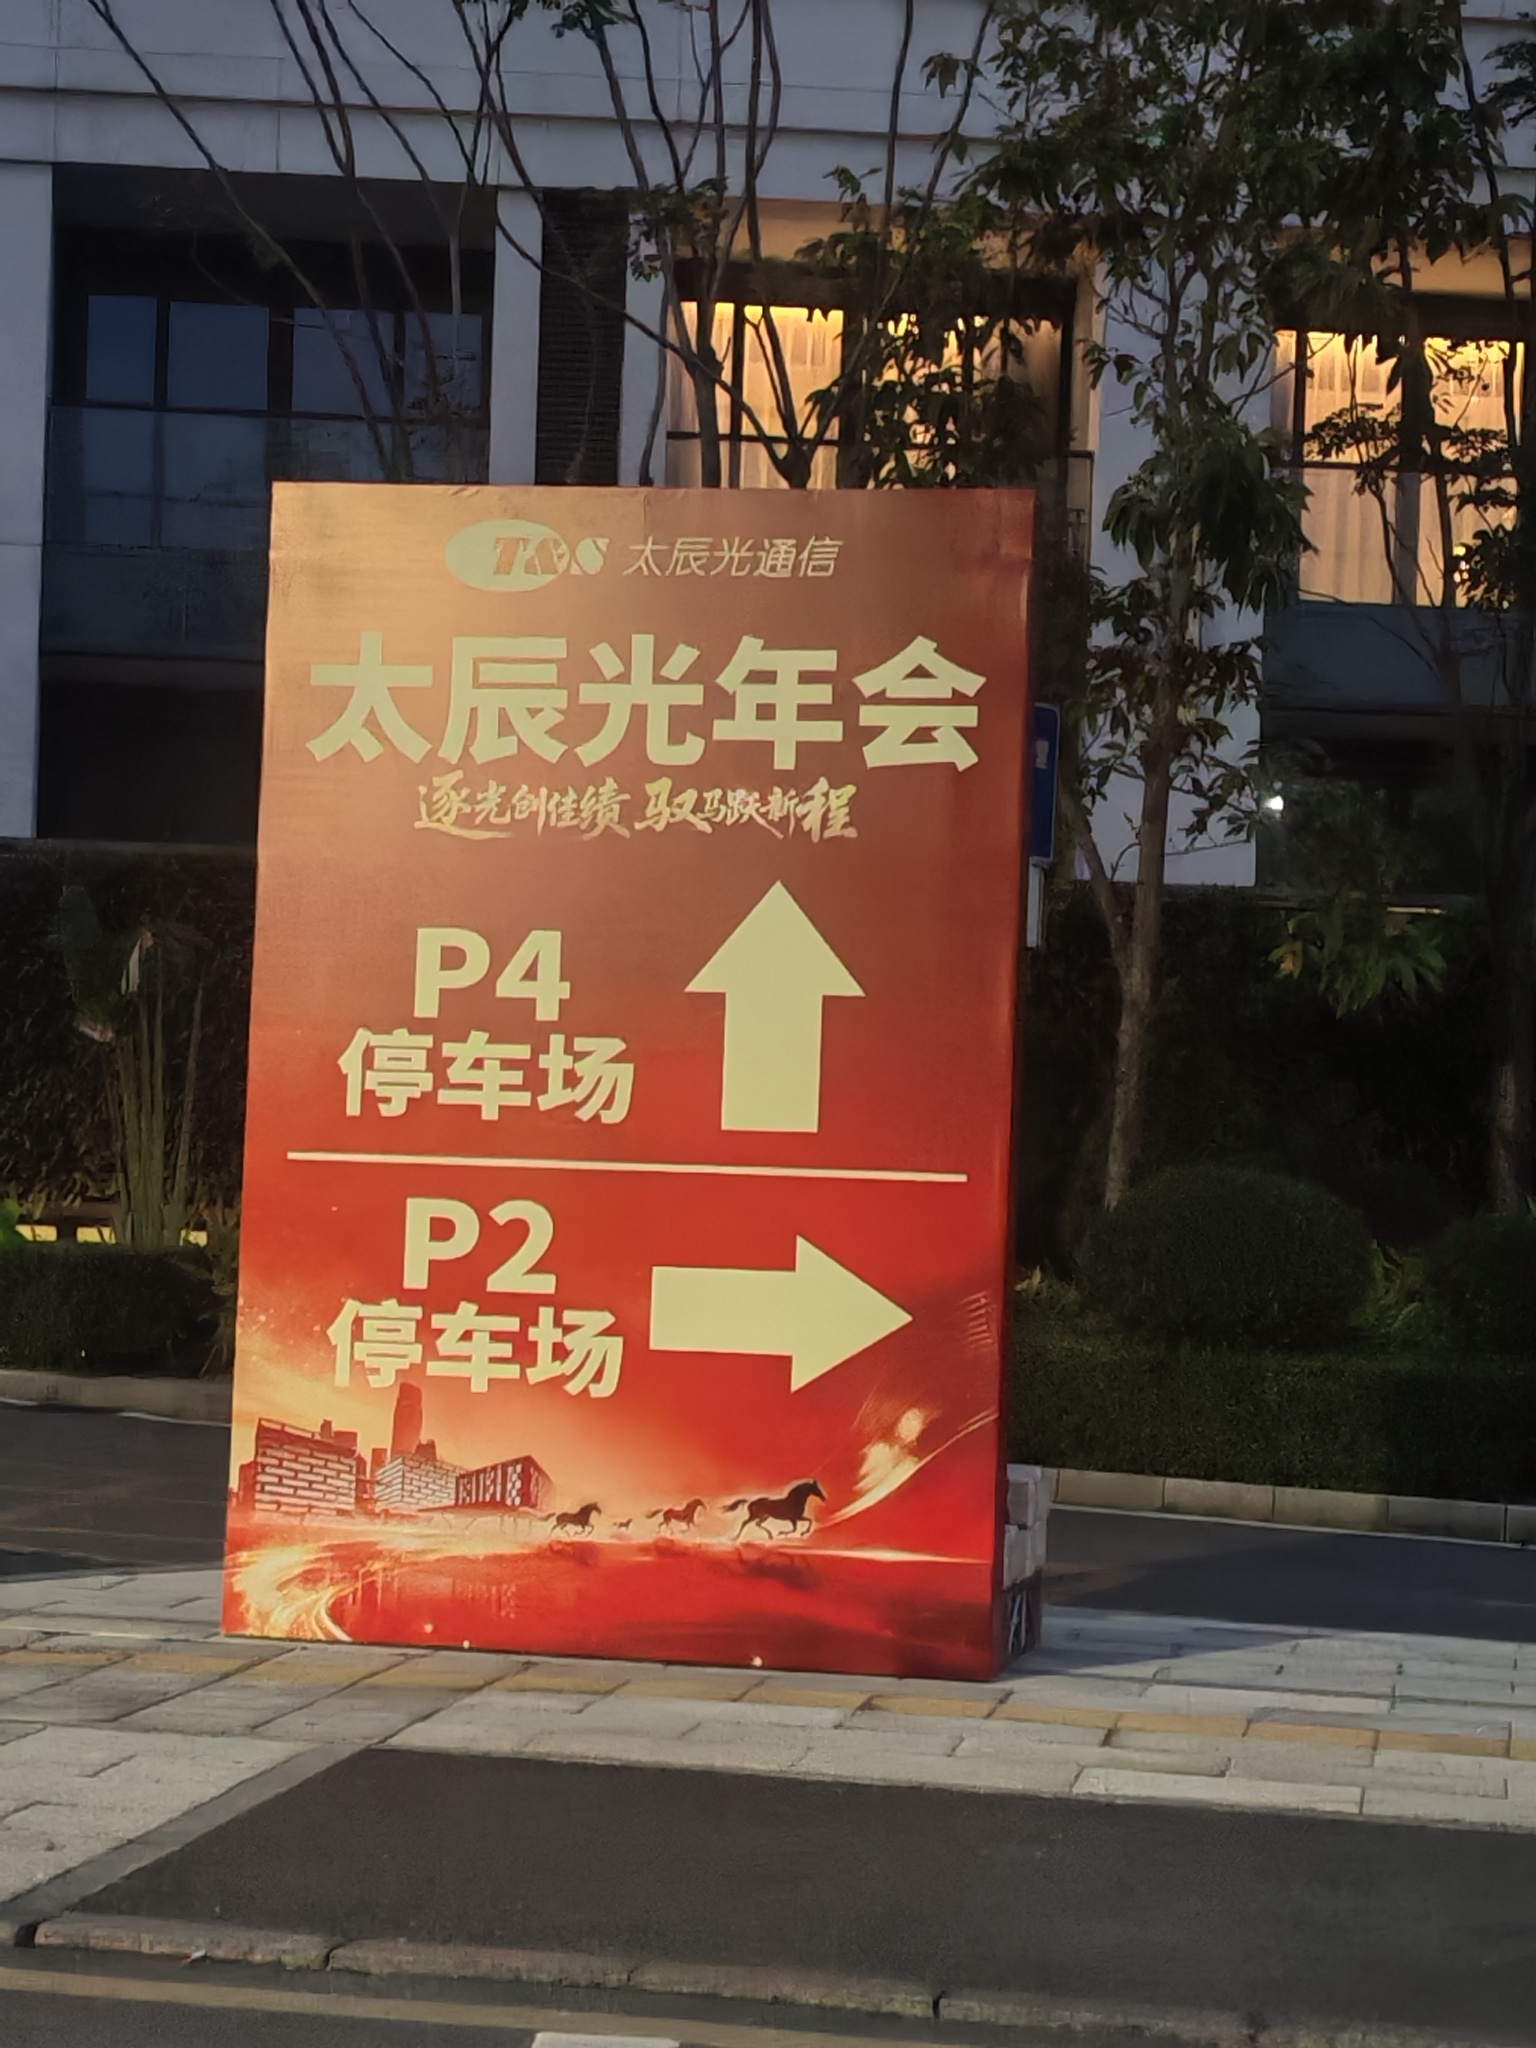 T&S 太辰光通信
太辰光年会
逐光创佳绩 驭马跃新程
P4
停车场
P2
停车场